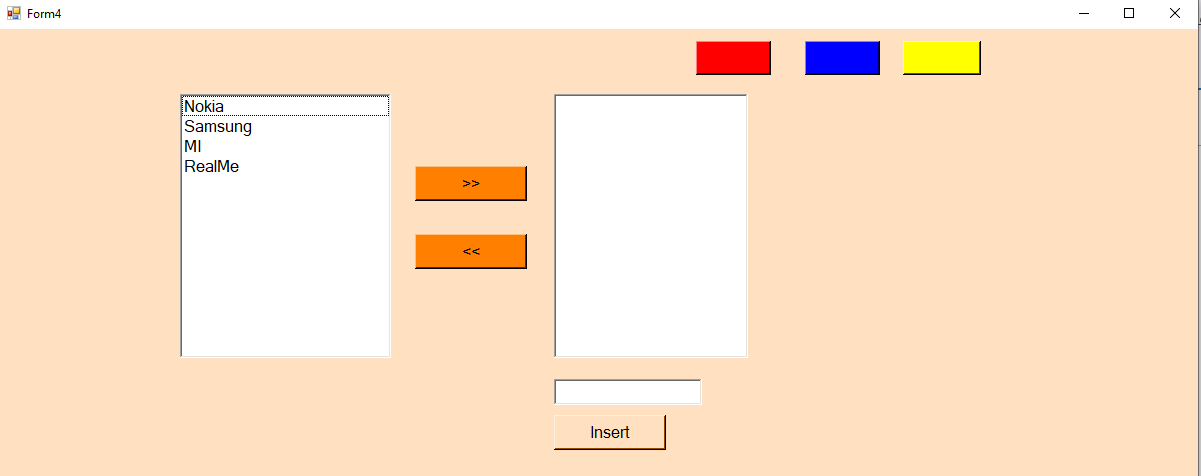 Form4
Nokia
Samsung
MI
RealMe
>>
<<
Insert